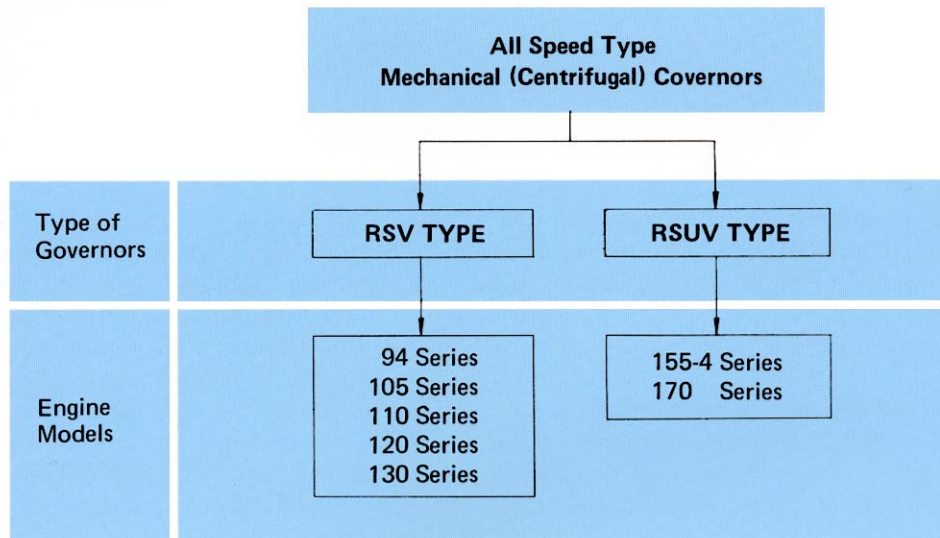 All Speed Type
Mechanical (Centrifugal) Covernors
Type of
Governors
RSV TYPE
RSUV TYPE
Engine
Models
94 Series
105 Series
110 Series
120 Series
130 Series
155-4 Series
170 Series